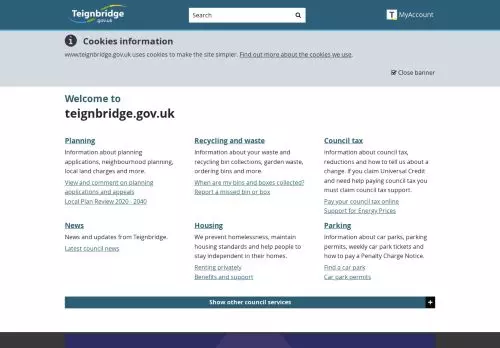 Teignbridge
.gov.uk
Search
MyAccount
Cookies information
www.teignbridge.gov.uk uses cookies to make the site simpler. Find out more about the cookies we use.
Close banner
Welcome to
teignbridge.gov.uk
Planning
Information about planning
applications, neighbourhood planning,
local land charges and more.
View and comment on planning
applications and appeals
Local Plan Review 2020 - 2040
Recycling and waste
Information about your waste and
recycling bin collections, garden waste,
ordering bins and more.
When are my bins and boxes collected?
Report a missed bin or box
Council tax
Information about council tax,
reductions and how to tell us about a
change. If you claim Universal Credit
and need help paying council tax you
must claim council tax support.
Pay your council tax online
Support for Energy Prices
News
News and updates from Teignbridge.
Latest council news
Housing
We prevent homelessness, maintain
housing standards and help people to
stay independent in their homes.
Renting privately
Benefits and support
Parking
Information about car parks, parking
permits, weekly car park tickets and
how to pay a Penalty Charge Notice.
Find a car park
Car park permits
Show other council services